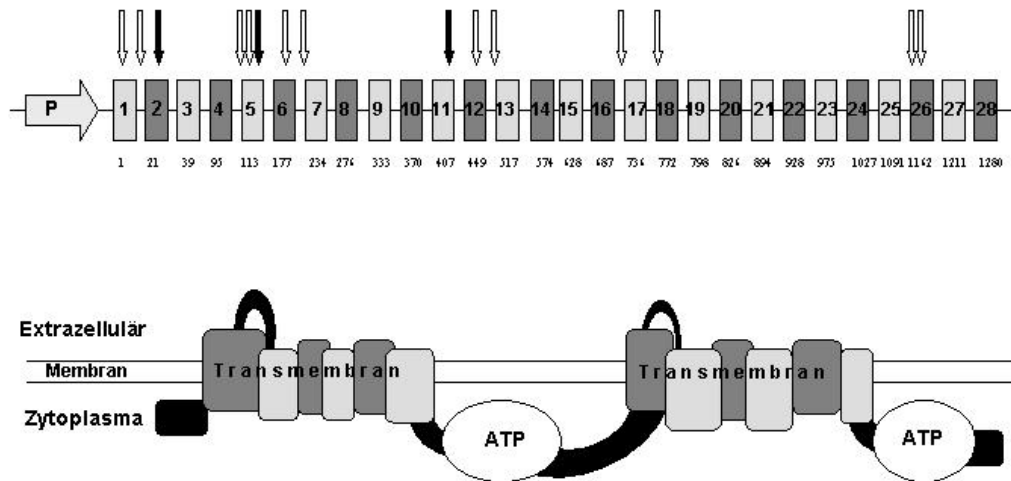 P 1 2 3 4 5 6 7 8 9 10 11 12 13 14 15 16 17 18 19 20 21 22 23 24 25 26 27 28
1 21 39 95 113 177 234 276 333 370 407 449 517 574 628 687 736 772 798 826 894 928 975 1027 1091 1162 1211 1280
Extrazellulär
Membran Transmembran Transmembran
Zytoplasma
ATP ATP